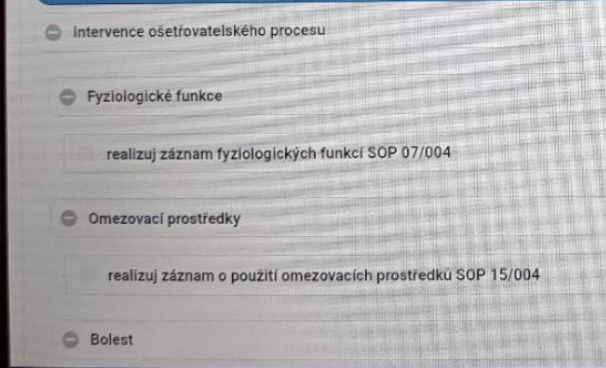 Intervence ošetřovatelského procesu
Fyziologické funkce
realizuj záznam fyziologických funkcí SOP 07/004
Omezovací prostředky
realizuj záznam o použití omezovacích prostředků SOP 15/004
Bolest